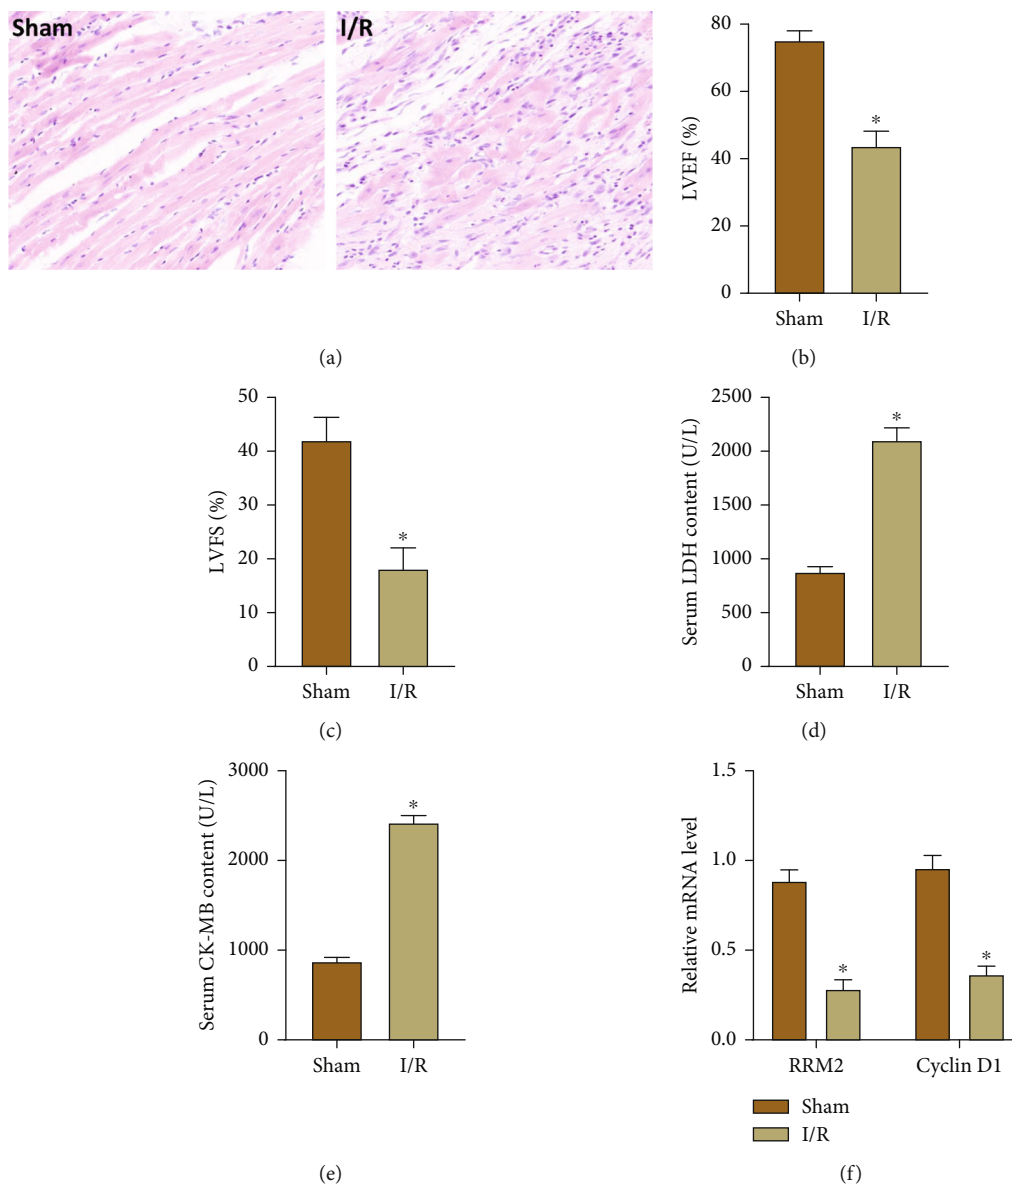 Sham
I/R
LVEF (%)
80
60
40
20
0
*
Sham
I/R
(a)
(b)
LVFS (%)
50
40
30
20
10
0
*
Sham
I/R
(c)
Serum LDH content (U/L)
2500
2000
1500
1000
500
0
*
Sham
I/R
(d)
Serum CK-MB content (U/L)
3000
2000
1000
0
*
Sham
I/R
(e)
Relative mRNA level
1.5
1.0
0.5
0.0
*
*
RRM2
Cyclin D1
Sham
I/R
(f)